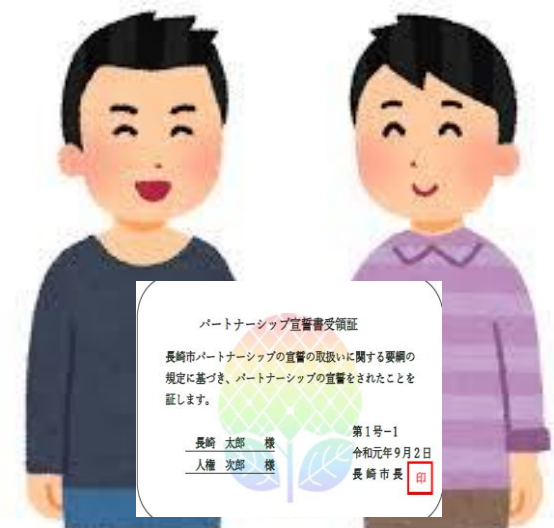 パートナーシップ宣誓書受領証
長崎市パートナーシップの宣誓の取扱いに関する要綱の
規定に基づき、パートナーシップの宣誓をされたことを
証します。
第1号-1
長崎 太郎 様
令和元年9月2日
人権 次郎 様
長崎市長 印